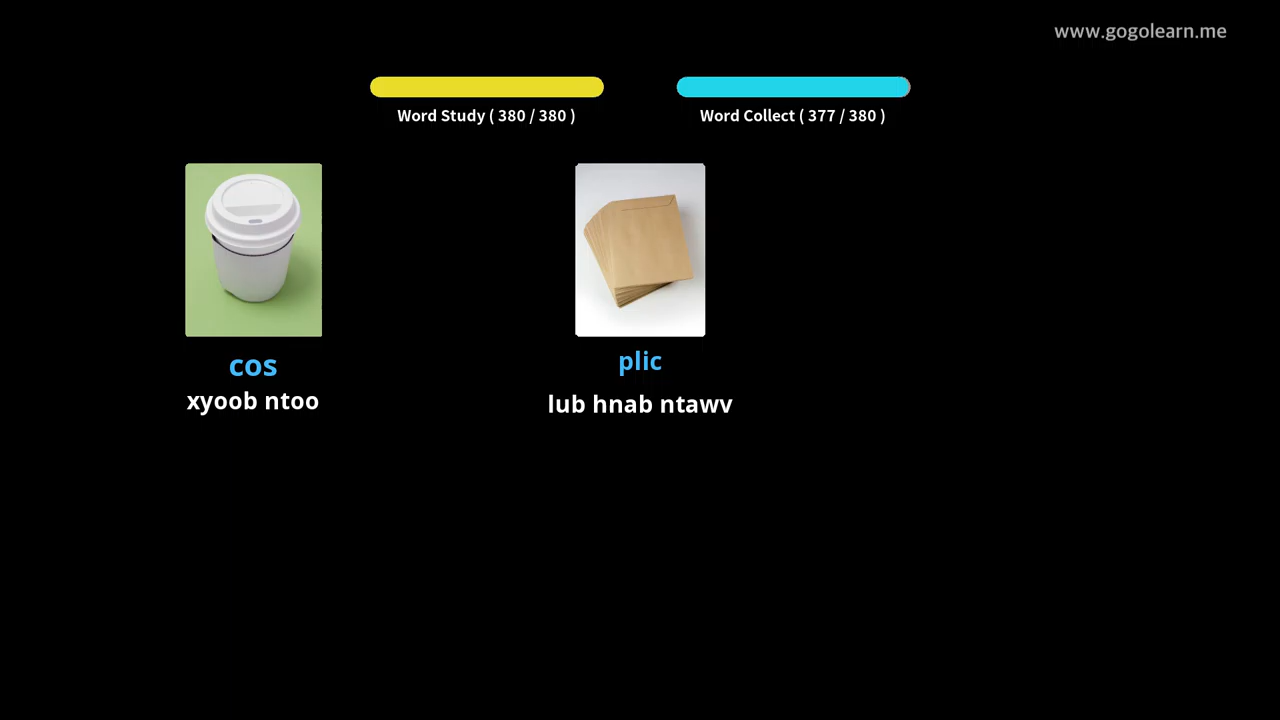 www.gogolearn.me
Word Study ( 380 / 380 )
Word Collect ( 377 / 380 )
cos
xyoob ntoo
plic
lub hnab ntawv